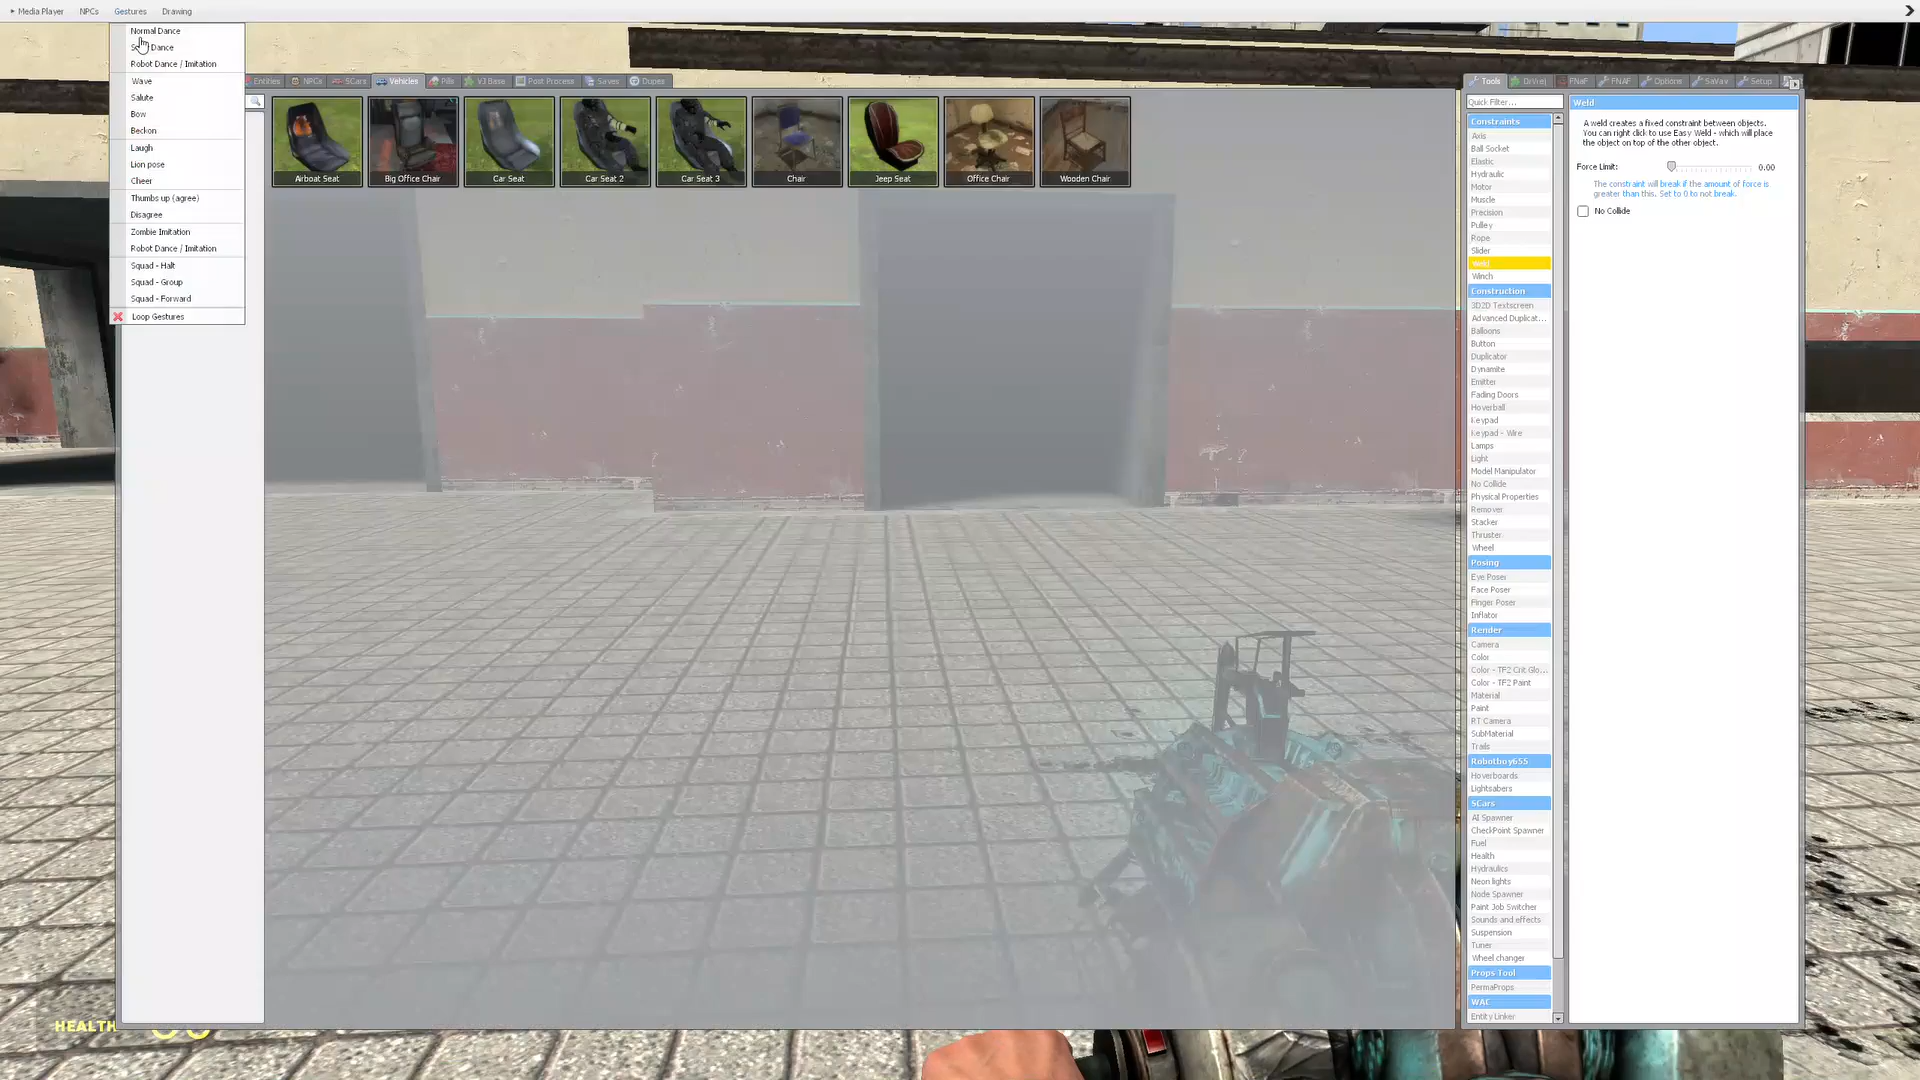 Media Player NPCs Gestures Drawing
Normal Dance
Dance
Robot Dance / Imitation
Wave
Salute
Bow
Beckon
Laugh
Lion pose
Cheer
Thumbs up (agree)
Disagree
Zombie Imitation
Robot Dance / Imitation
Squad - Halt
Squad - Group
Squad - Forward
Loop Gestures
Entities NPCs SCars Vehicles Pills VJ Base Post Process Saves Dupes
Airboat Seat Big Office Chair Car Seat Car Seat 2 Car Seat 3 Chair Jeep Seat Office Chair Wooden Chair
HEALTH
Tools DrVrej FNaF FNAF Options SaVav Setup
Quick Filter...
Constraints
Axis
Ball Socket
Elastic
Hydraulic
Motor
Muscle
Precision
Pulley
Rope
Slider
Weld
Winch
Construction
3D2D Textscreen
Advanced Duplicat...
Balloons
Button
Duplicator
Dynamite
Emitter
Fading Doors
Hoverball
Keypad
Keypad - Wire
Lamps
Light
Model Manipulator
No Collide
Physical Properties
Remover
Stacker
Thruster
Wheel
Posing
Eye Poser
Face Poser
Finger Poser
Inflator
Render
Camera
Color
Color - TF2 Crit Glo...
Color - TF2 Paint
Material
Paint
RT Camera
SubMaterial
Trails
Robotboy655
Hoverboards
Lightsabers
SCars
AI Spawner
CheckPoint Spawner
Fuel
Health
Hydraulics
Neon lights
Node Spawner
Paint Job Switcher
Sounds and effects
Suspension
Tuner
Wheel changer
Props Tool
PermaProps
WAC
Entity Linker
Weld
A weld creates a fixed constraint between objects.
You can right click to use Easy Weld - which will place
the object on top of the other object.
Force Limit: 0.00
The constraint will break if the amount of force is
greater than this. Set to 0 to not break.
No Collide